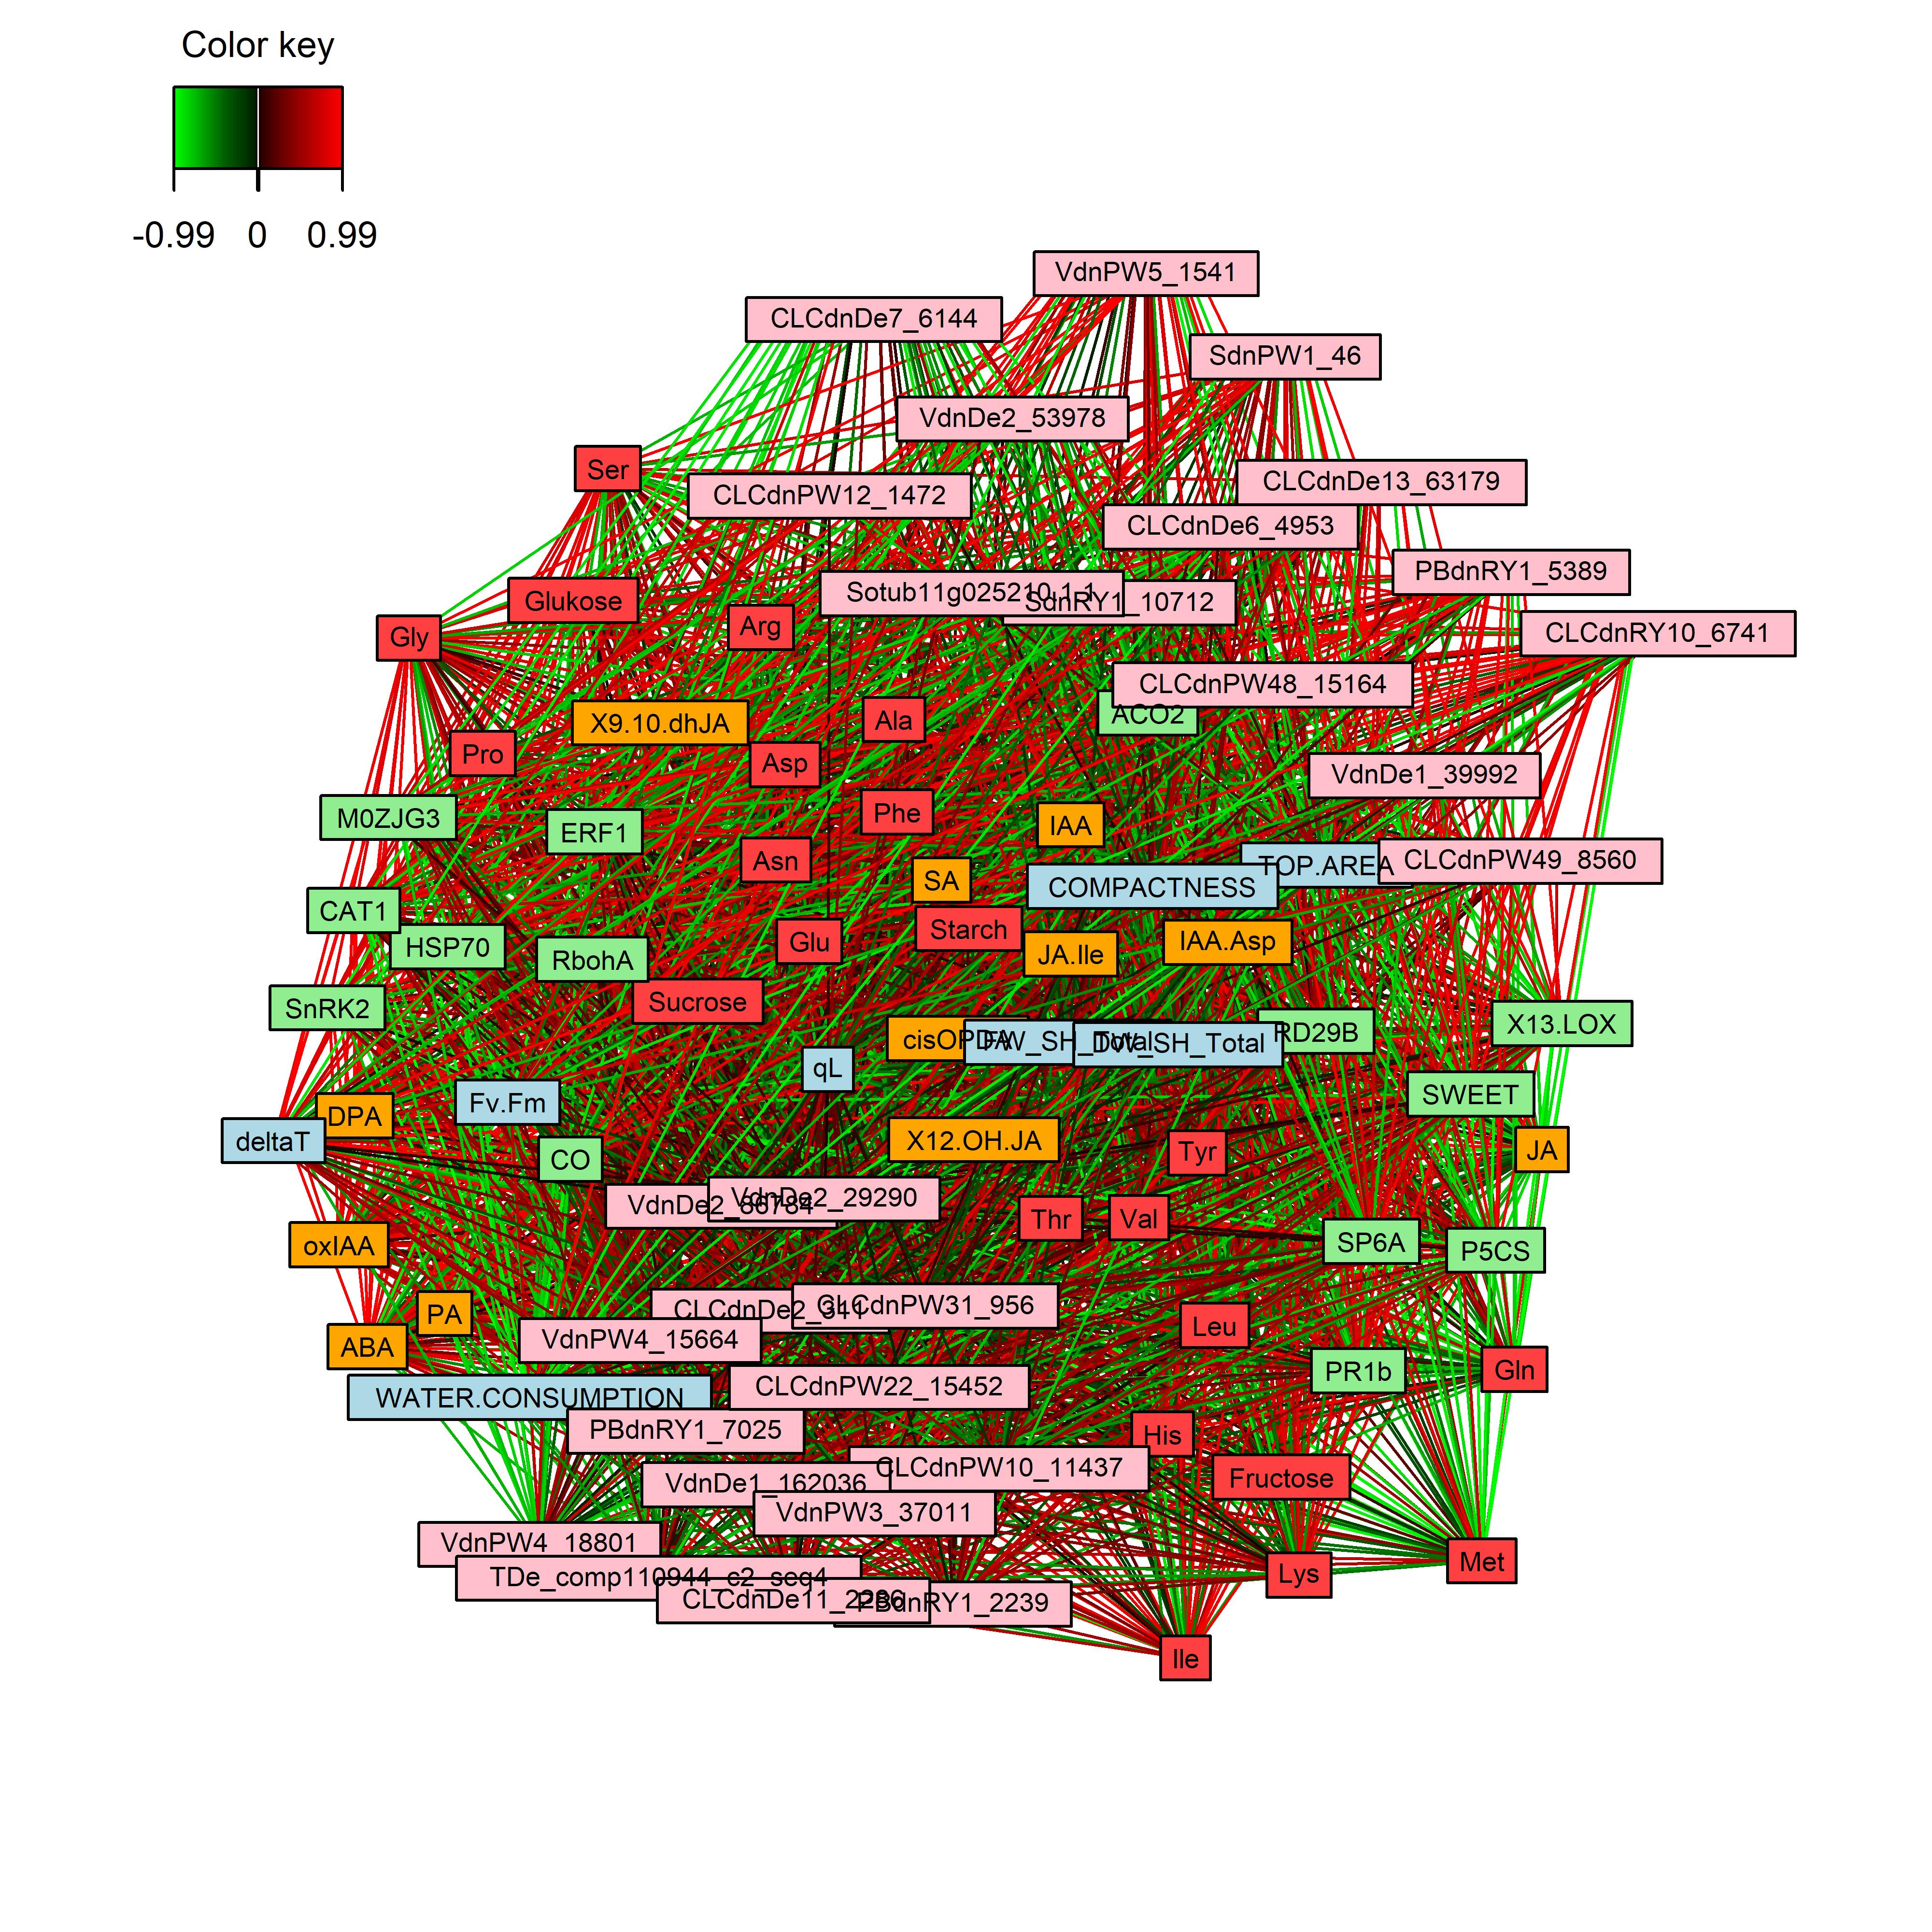 Color key
-0.99 0 0.99
VdnPW5_1541
CLCdnDe7_6144
SdnPW1_46
VdnDe2_53978
Ser
CLCdnDe13_63179
CLCdnPW12_1472
CLCdnDe6_4953
PBdnRY1_5389
Glukose
Sotub11g025210.1.1
SdnRY1_10712
Arg
Gly
CLCdnRY10_6741
CLCdnPW48_15164
ACO2
X9.10.dhJA
Ala
Pro
Asp
VdnDe1_39992
M0ZJG3
ERF1
Phe
IAA
Asn
TOP.AREA
CLCdnPW49_8560
SA
COMPACTNESS
CAT1
HSP70
RbohA
Glu
Starch
JA.Ile
IAA.Asp
SnRK2
Sucrose
X13.LOX
cisOPDA
FW_SH_Total
DW_SH_Total
RD29B
qL
Fv.Fm
SWEET
DPA
deltaT
CO
X12.OH.JA
Tyr
JA
VdnDe2_86784
VdnDe2_29290
Thr
Val
oxIAA
SP6A
P5CS
PA
CLCdnDe2_311
CLCdnPW31_956
Leu
ABA
VdnPW4_15664
PR1b
Gln
WATER.CONSUMPTION
CLCdnPW22_15452
PBdnRY1_7025
His
CLCdnPW10_11437
Fructose
VdnDe1_162036
VdnPW3_37011
VdnPW4_18801
Met
TDe_comp110944_c2_seq4
Lys
CLCdnDe11_2286
PBdnRY1_2239
Ile